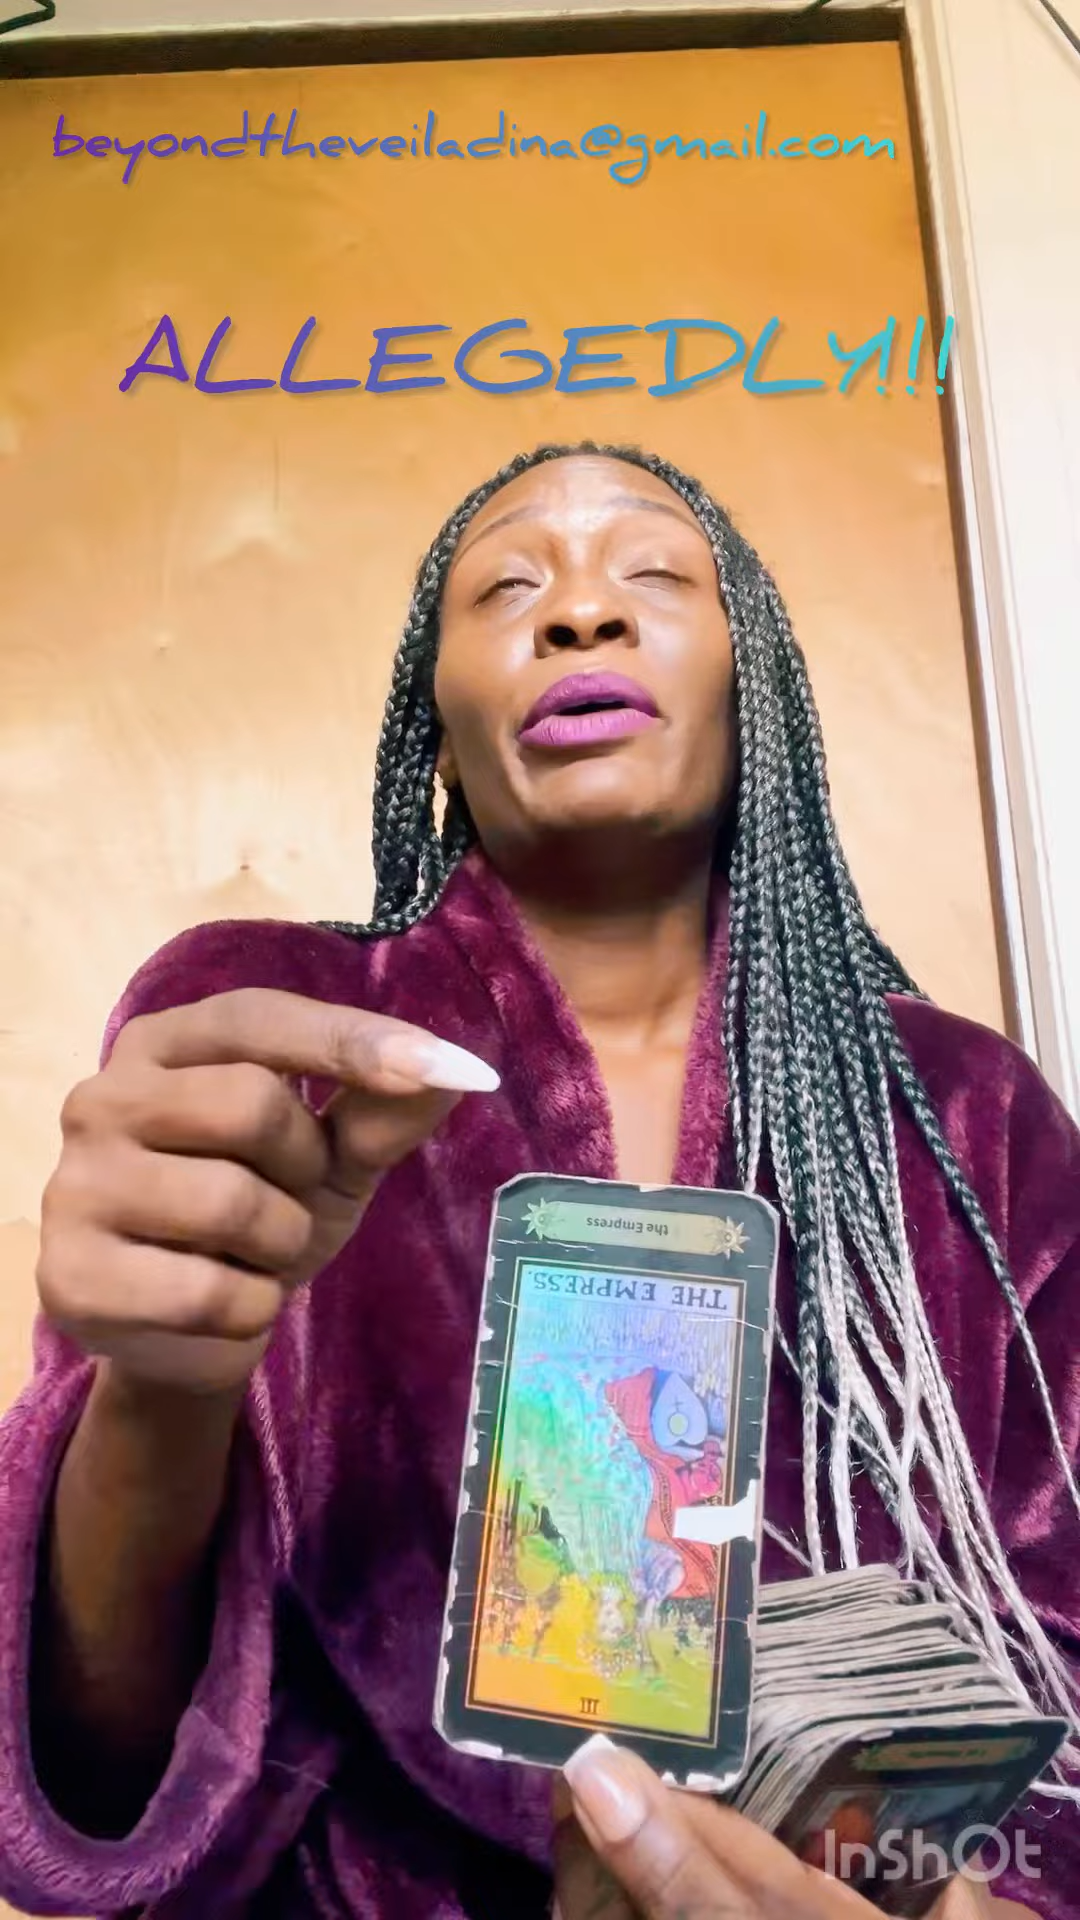 beyondtheveiladina@gmail.com
ALLEGEDLY!!!
the Empress
THE EMPRESS.
III
InShOt